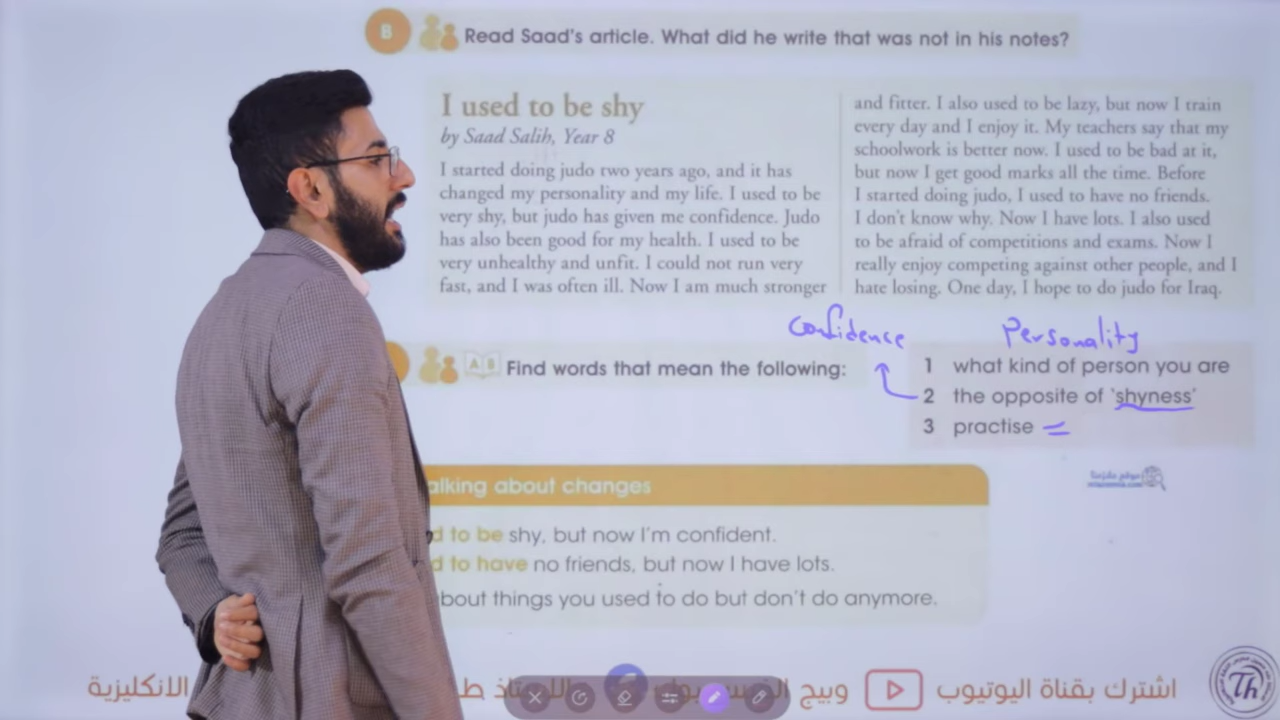 B
Read Saad's article. What did he write that was not in his notes?
I used to be shy
by Saad Salih, Year 8
I started doing judo two years ago, and it has
changed my personality and my life. I used to be
very shy, but judo has given me confidence. Judo
has also been good for my health. I used to be
very unhealthy and unfit. I could not run very
fast, and I was often ill. Now I am much stronger
and fitter. I also used to be lazy, but now I train
every day and I enjoy it. My teachers say that my
schoolwork is better now. I used to be bad at it,
but now I get good marks all the time. Before
I started doing judo, I used to have no friends.
I don't know why. Now I have lots. I also used
to be afraid of competitions and exams. Now I
really enjoy competing against other people, and I
hate losing. One day, I hope to do judo for Iraq.
Confidence
Personality
Find words that mean the following:
1 what kind of person you are
2 the opposite of 'shyness'
3 practise =
alking about changes
d to be shy, but now I'm confident.
d to have no friends, but now I have lots.
bout things you used to do but don't do anymore.
اشترك بقناة اليوتيوب
وبيج
الانكليزية
Th